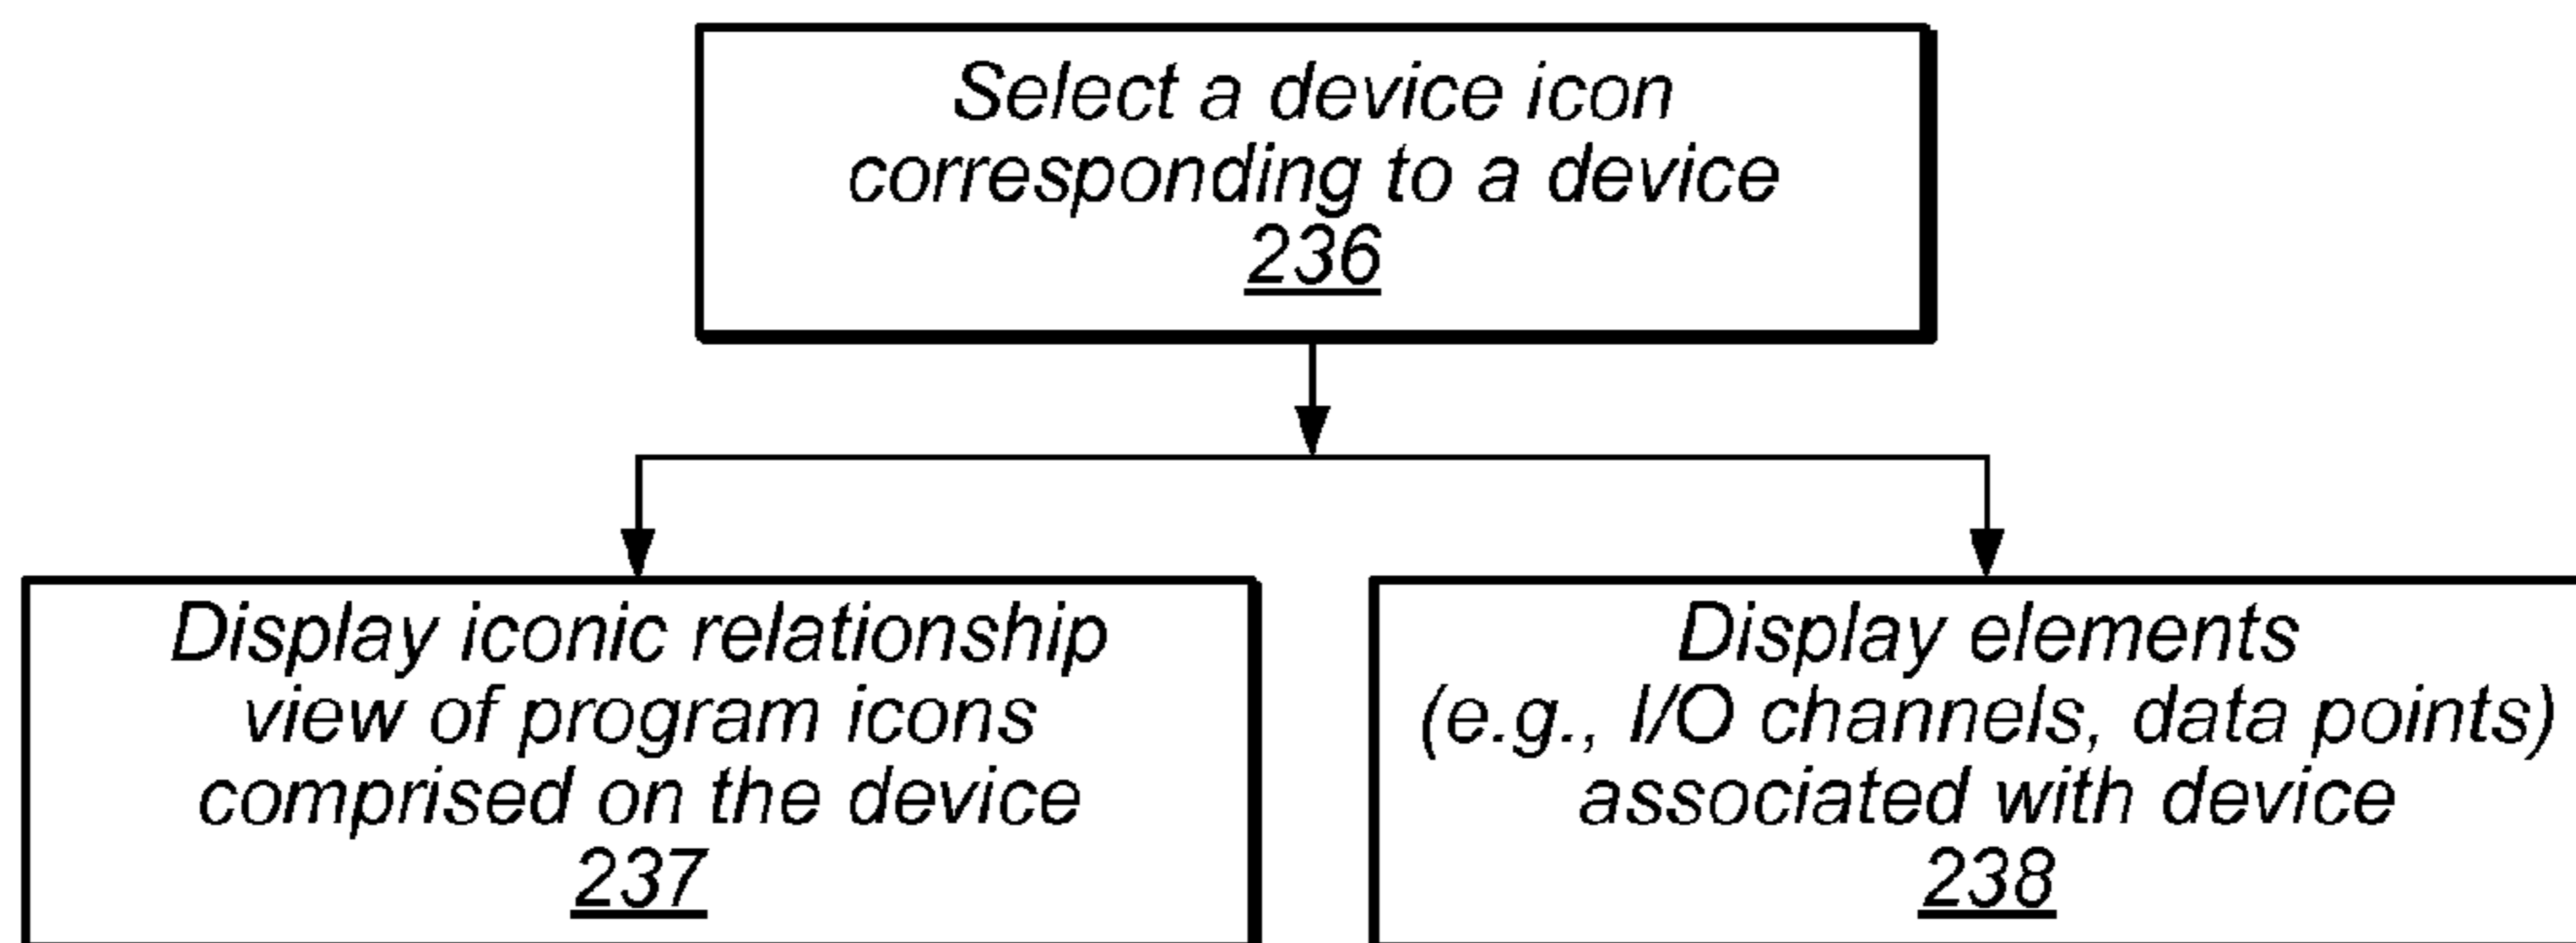 Select a device icon
corresponding to a device
236
Display iconic relationship
view of program icons
comprised on the device
237
Display elements
(e.g., I/O channels, data points)
associated with device
238